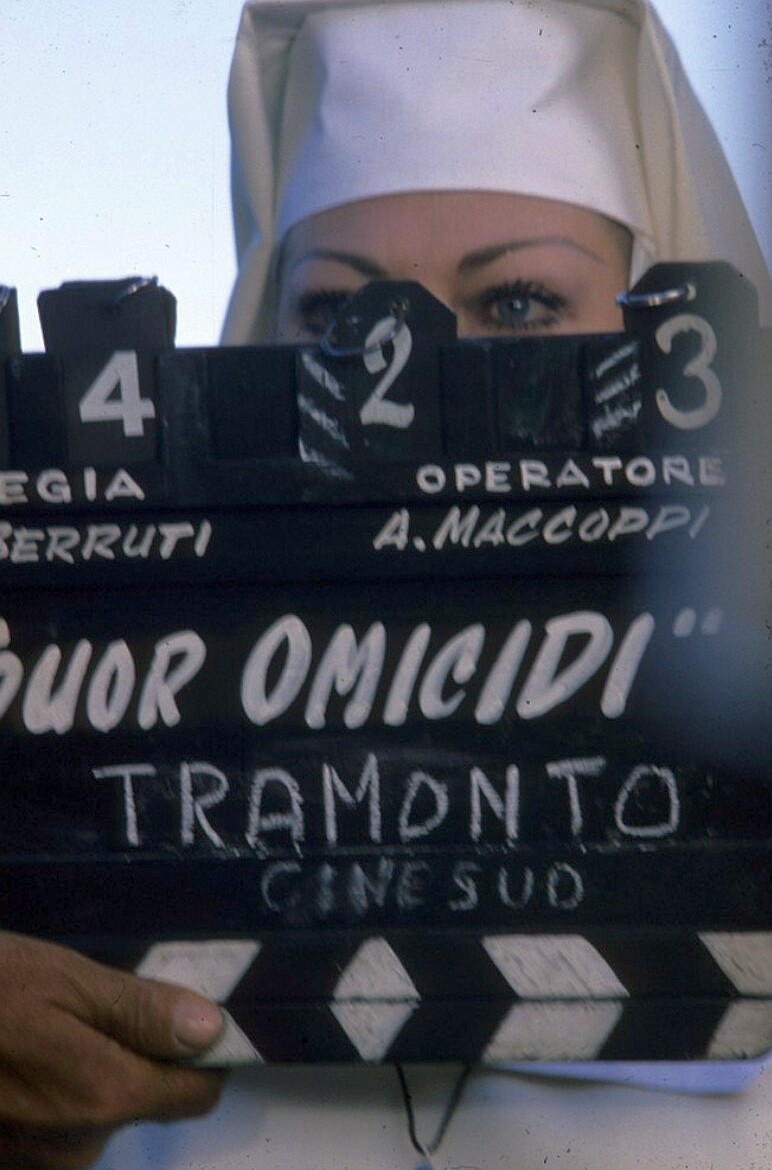 4 2 3
EGIA OPERATORE
BERRUTI A.MACCOPPI
SUOR OMICIDI"
TRAMONTO
CINESUD